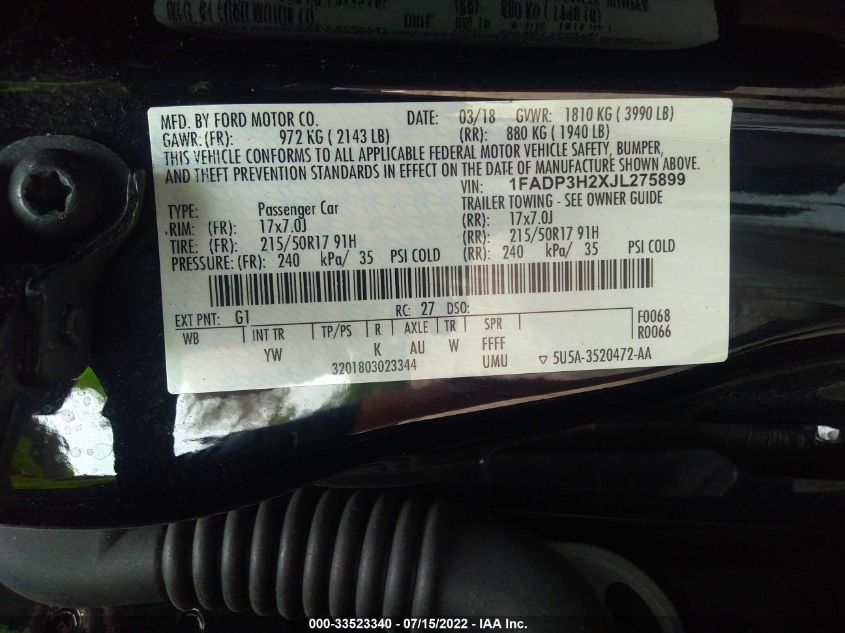 MFD. BY FORD MOTOR CO. DATE: 03/18 GVWR: 1810 KG ( 3990 LB)
GAWR: (FR): 972 KG ( 2143 LB) (RR): 880 KG ( 1940 LB)
THIS VEHICLE CONFORMS TO ALL APPLICABLE FEDERAL MOTOR VEHICLE SAFETY, BUMPER,
AND THEFT PREVENTION STANDARDS IN EFFECT ON THE DATE OF MANUFACTURE SHOWN ABOVE.
VIN: 1FADP3H2XJL275899
TYPE: Passenger Car TRAILER TOWING - SEE OWNER GUIDE
RIM: (FR): 17x7.0J (RR): 17x7.0J
TIRE: (FR): 215/50R17 91H (RR): 215/50R17 91H
PRESSURE: (FR): 240 kPa/ 35 PSI COLD (RR): 240 kPa/ 35 PSI COLD
EXT PNT: G1 RC: 27 DSO: F0068
WB INT TR TP/PS R AXLE TR SPR R0066
YW K AU W FFFF
3201803023344 UMU ▽ 5U5A-3520472-AA
000-33523340 - 07/15/2022 - IAA Inc.